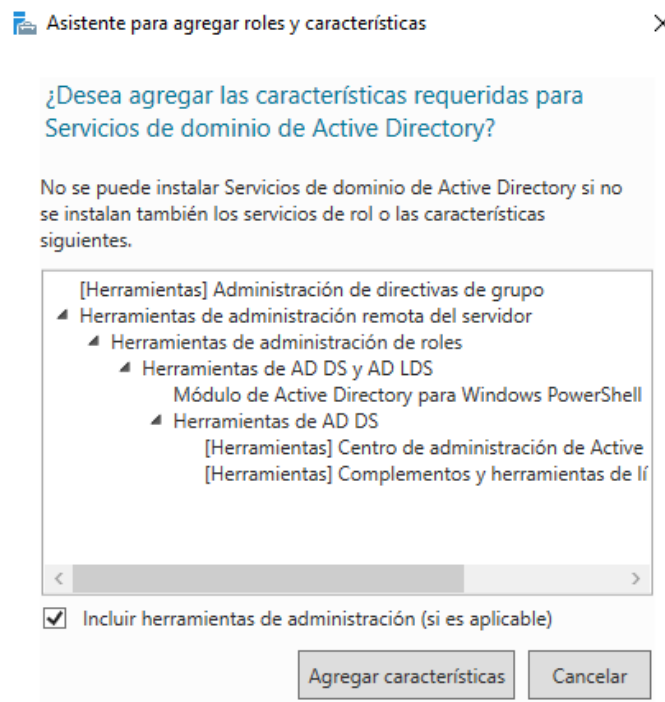 Asistente para agregar roles y características
¿Desea agregar las características requeridas para
Servicios de dominio de Active Directory?
No se puede instalar Servicios de dominio de Active Directory si no
se instalan también los servicios de rol o las características
siguientes.
[Herramientas] Administración de directivas de grupo
Herramientas de administración remota del servidor
Herramientas de administración de roles
Herramientas de AD DS y AD LDS
Módulo de Active Directory para Windows PowerShell
Herramientas de AD DS
[Herramientas] Centro de administración de Active
[Herramientas] Complementos y herramientas de lí
Incluir herramientas de administración (si es aplicable)
Agregar características
Cancelar